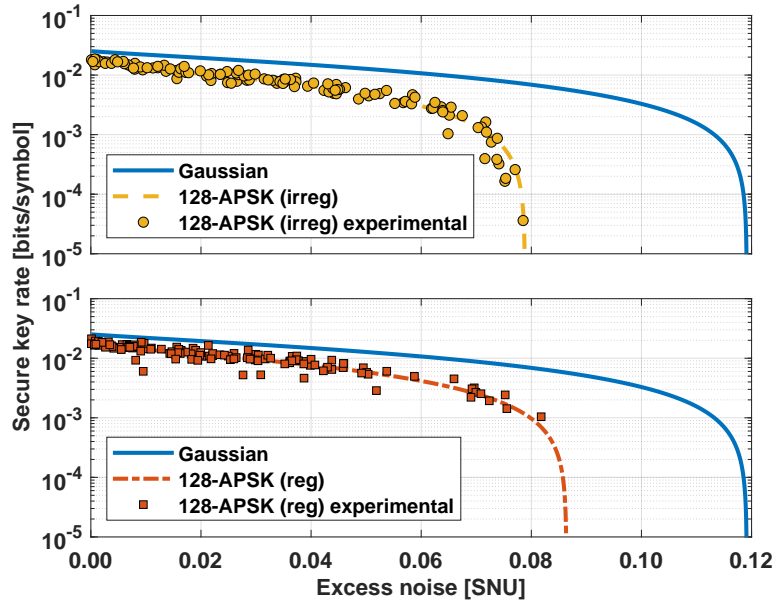 10^-1
10^-2
10^-3
10^-4
10^-5
Gaussian
128-APSK (irreg)
128-APSK (irreg) experimental
Secure key rate [bits/symbol]
10^-1
10^-2
10^-3
10^-4
10^-5
Gaussian
128-APSK (reg)
128-APSK (reg) experimental
0.00 0.02 0.04 0.06 0.08 0.10 0.12
Excess noise [SNU]